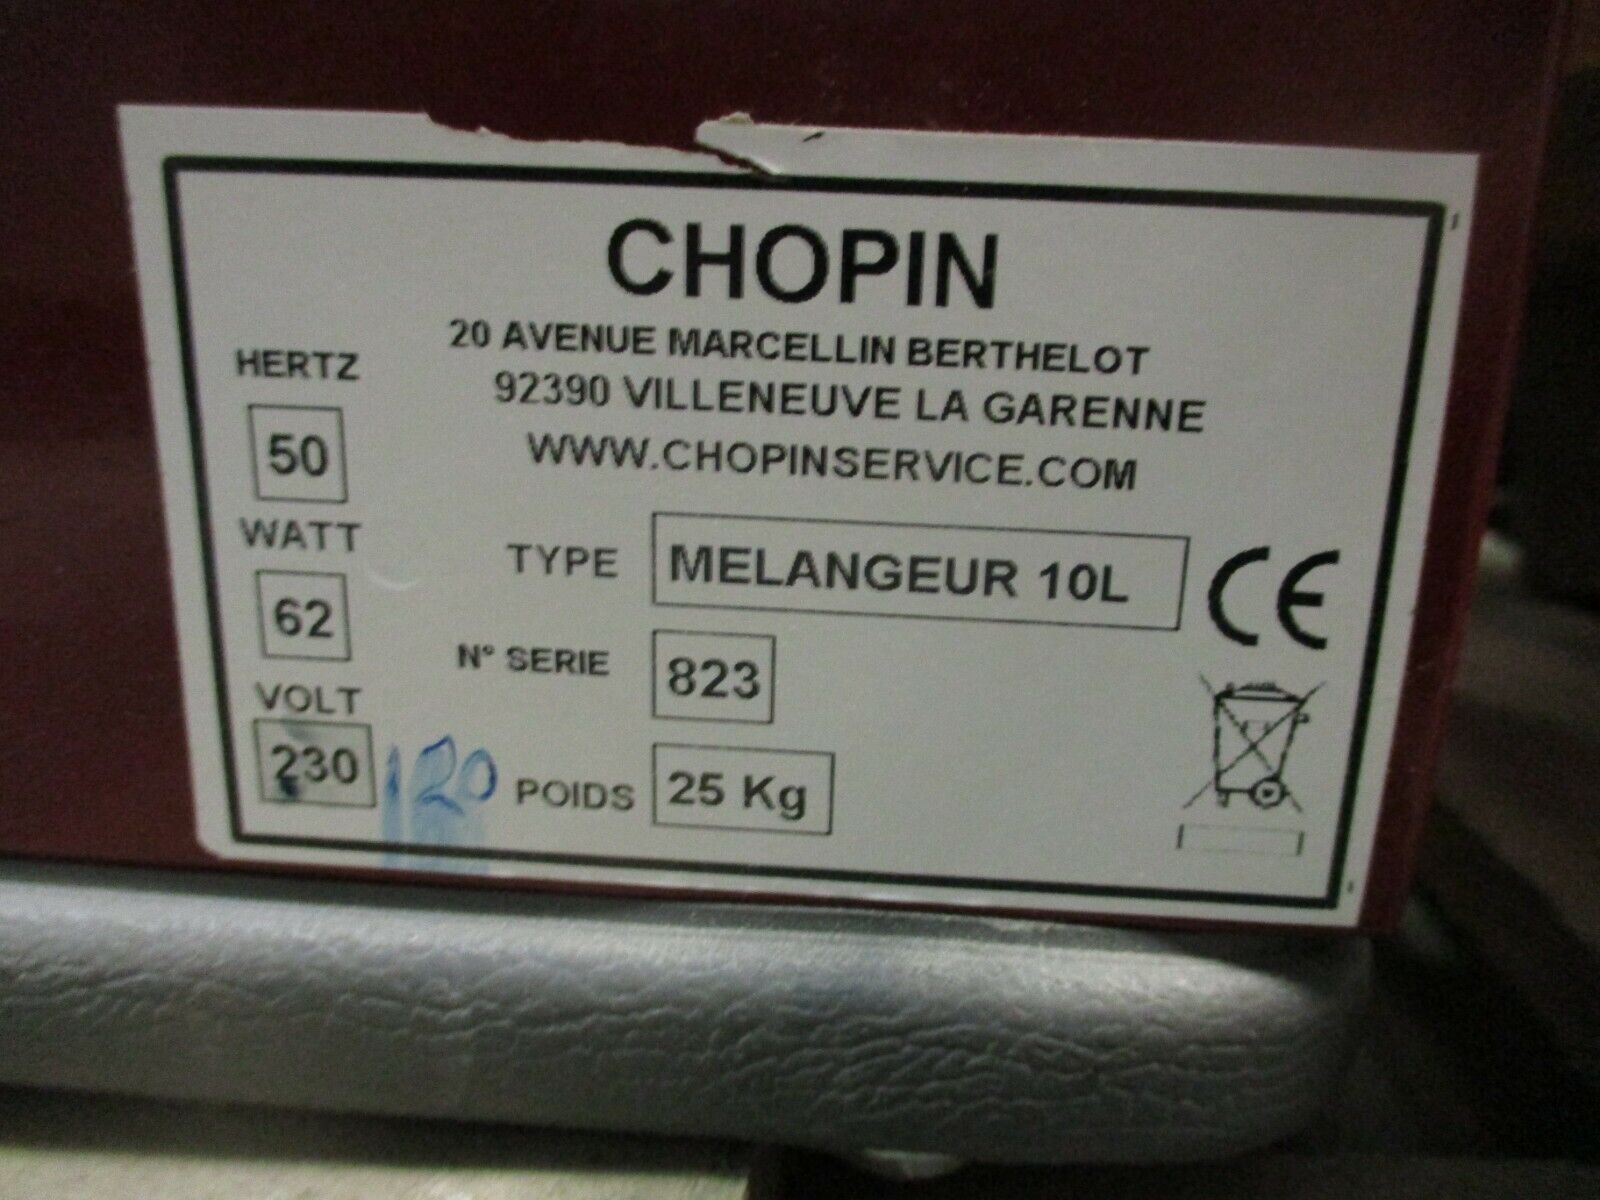 CHOPIN
20 AVENUE MARCELLIN BERTHELOT
92390 VILLENEUVE LA GARENNE
WWW.CHOPINSERVICE.COM
HERTZ
50
WATT
62
VOLT
230 120
TYPE MELANGEUR 10L
N° SERIE 823
POIDS 25 Kg
CE